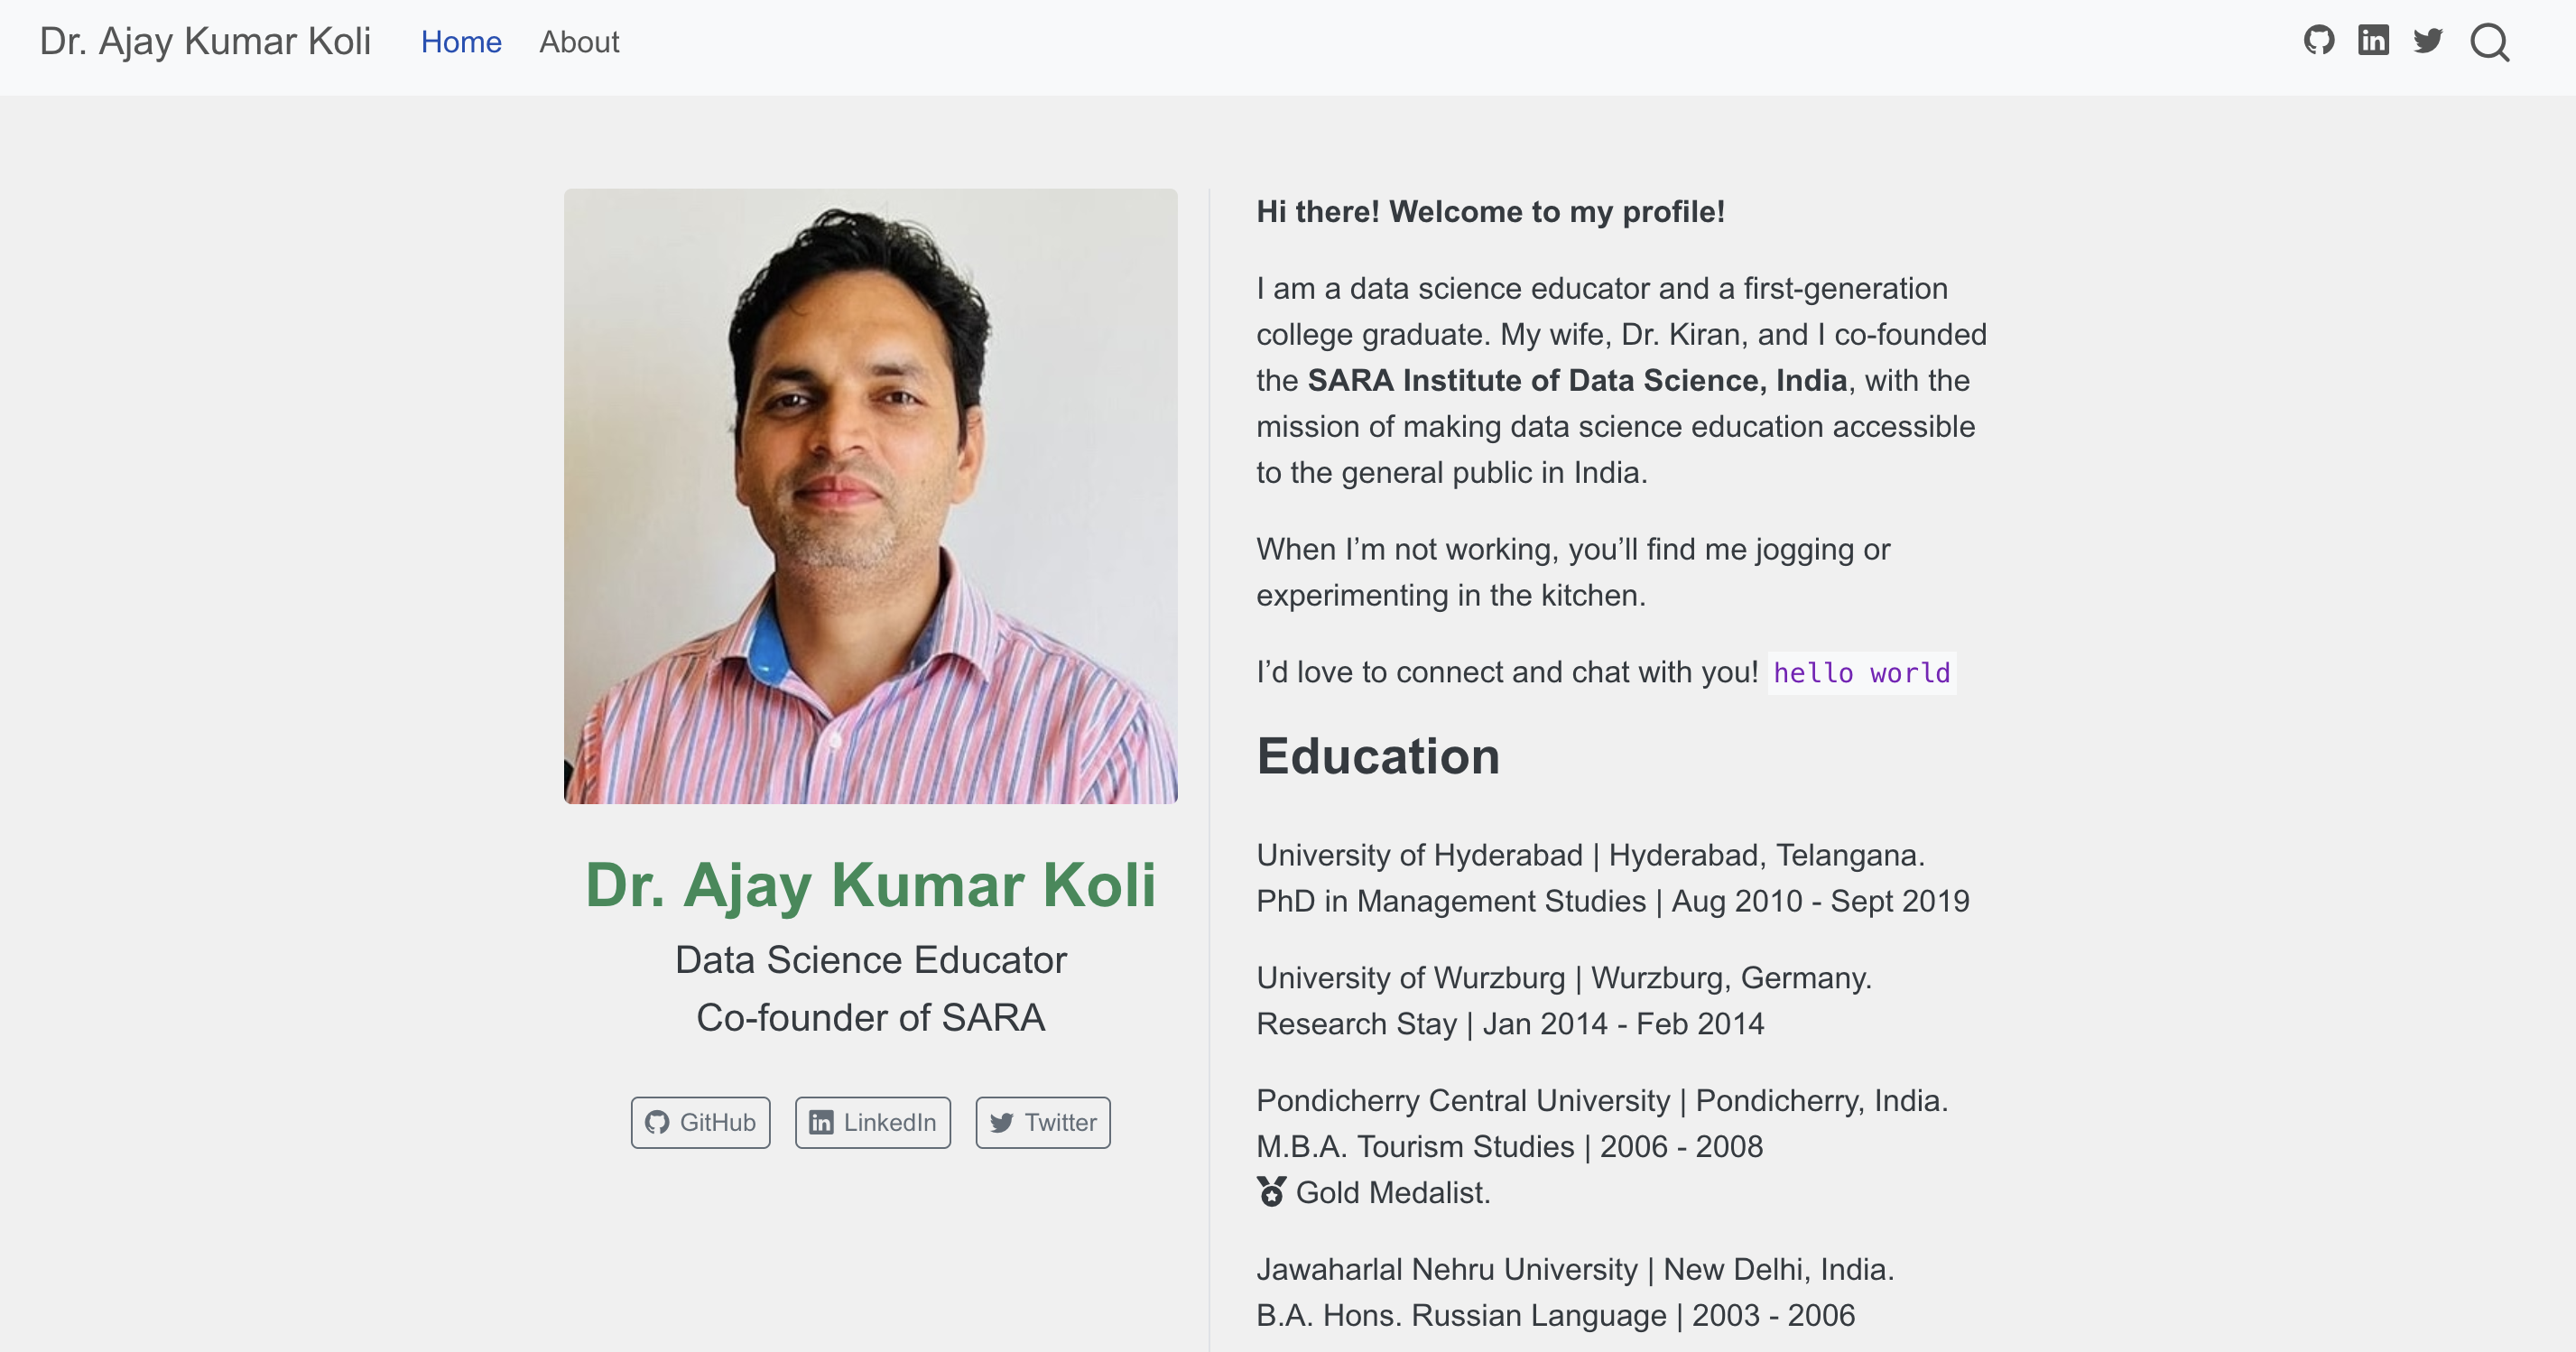 Dr. Ajay Kumar Koli Home About
Hi there! Welcome to my profile!
I am a data science educator and a first-generation
college graduate. My wife, Dr. Kiran, and I co-founded
the SARA Institute of Data Science, India, with the
mission of making data science education accessible
to the general public in India.
When I’m not working, you’ll find me jogging or
experimenting in the kitchen.
I’d love to connect and chat with you! hello world
Education
University of Hyderabad | Hyderabad, Telangana.
PhD in Management Studies | Aug 2010 - Sept 2019
University of Wurzburg | Wurzburg, Germany.
Research Stay | Jan 2014 - Feb 2014
Pondicherry Central University | Pondicherry, India.
M.B.A. Tourism Studies | 2006 - 2008
Gold Medalist.
Jawaharlal Nehru University | New Delhi, India.
B.A. Hons. Russian Language | 2003 - 2006
Dr. Ajay Kumar Koli
Data Science Educator
Co-founder of SARA
GitHub LinkedIn Twitter